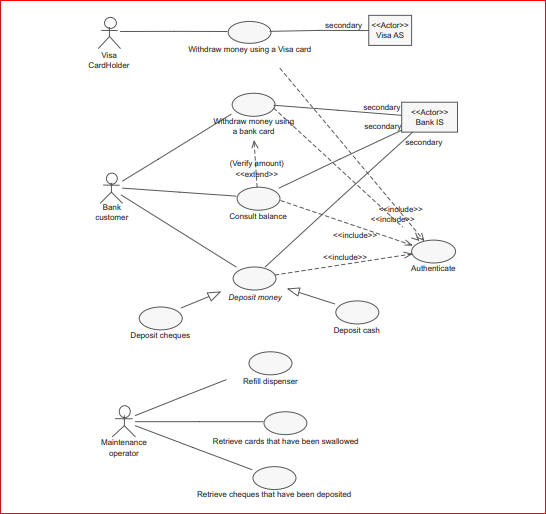 secondary
<<Actor>>
Visa AS
Withdraw money using a Visa card
Visa
CardHolder
secondary
<<Actor>>
Bank IS
Withdraw money using
a bank card
secondary
secondary
(Verify amount)
<<extend>>
Bank
customer
Consult balance
<<include>>
<<include>>
<<include>>
<<include>>
Authenticate
Deposit money
Deposit cheques
Deposit cash
Refill dispenser
Maintenance
operator
Retrieve cards that have been swallowed
Retrieve cheques that have been deposited